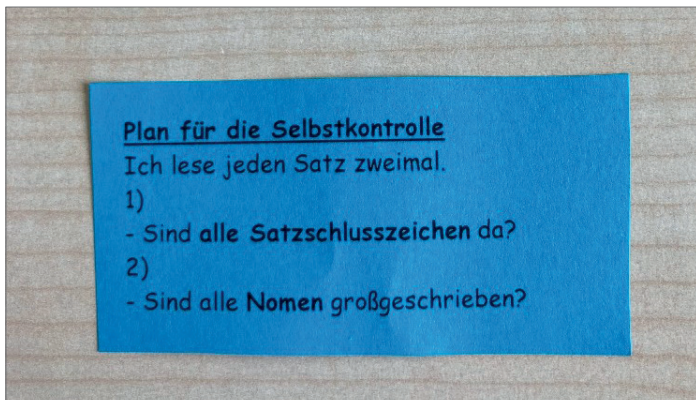 Plan für die Selbstkontrolle
Ich lese jeden Satz zweimal.
1)
- Sind alle Satzschlusszeichen da?
2)
- Sind alle Nomen großgeschrieben?